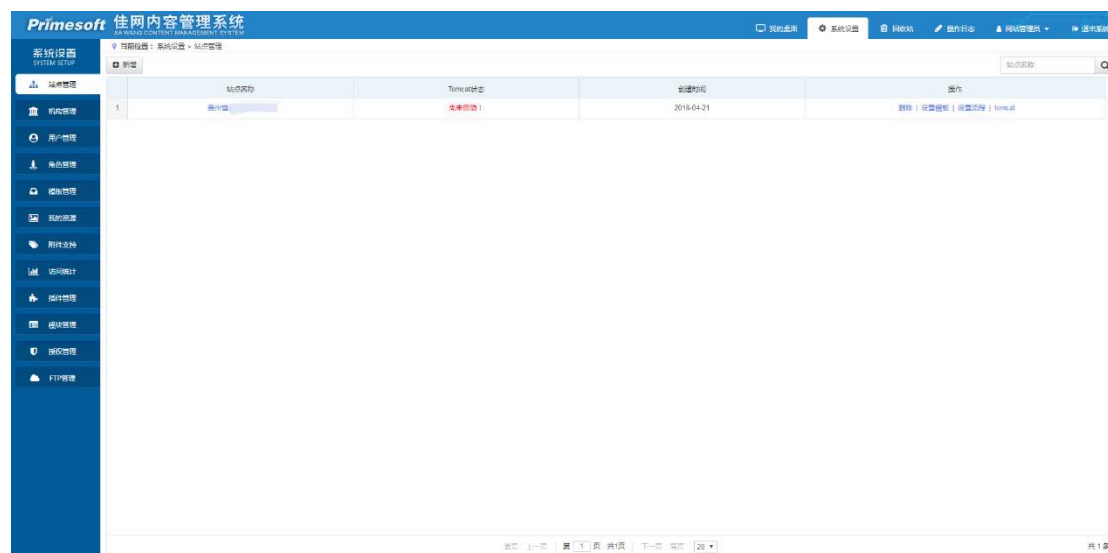 Primesoft 佳网内容管理系统
JIA WANG CONTENT MANAGEMENT SYSTEM
我的桌面 系统设置 回收站 操作日志 网站管理员 退出系统
系统设置
SYSTEM SETUP
当前位置：系统设置 > 站点管理
新增 站点名称
站点管理
机构管理
用户管理
角色管理
模板管理
我的资源
附件支持
访问统计
插件管理
模块管理
授权管理
FTP管理
站点名称 Tomcat状态 创建时间 操作
1 贵州省 尚未启动！ 2016-04-21 删除 | 设置模板 | 设置流程 | tomcat
首页 上一页 第 1 页 共1页 下一页 尾页 20
共1条